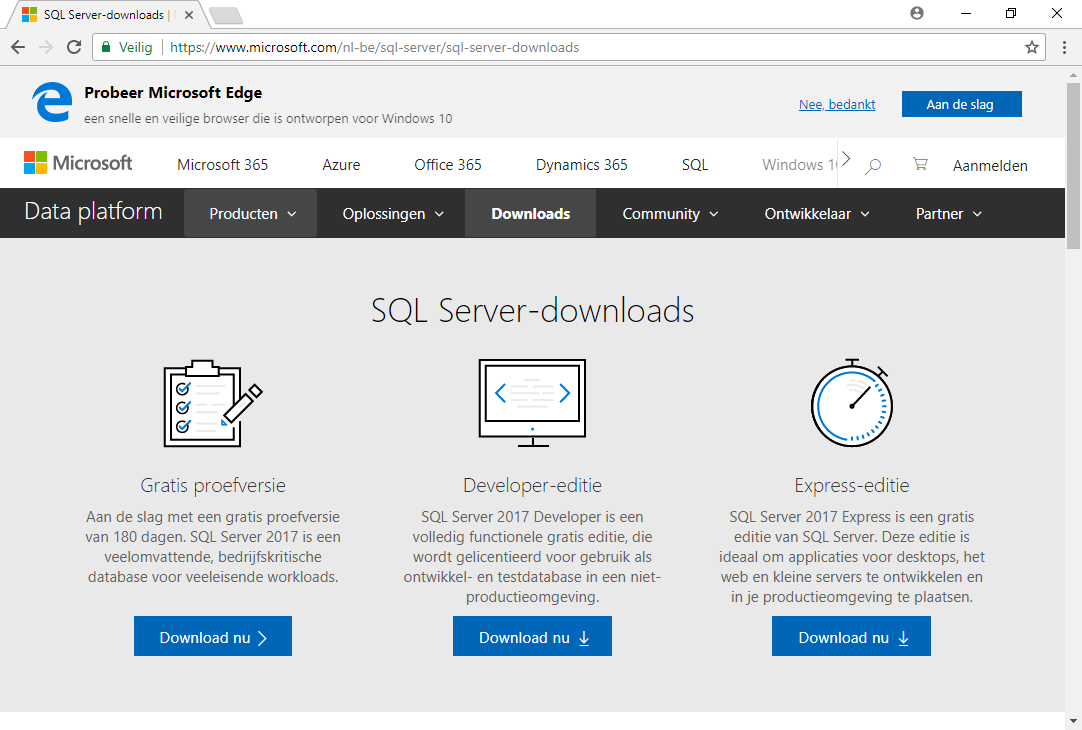 SQL Server-downloads |
Veilig | https://www.microsoft.com/nl-be/sql-server/sql-server-downloads
Probeer Microsoft Edge
een snelle en veilige browser die is ontworpen voor Windows 10
Nee, bedankt
Aan de slag
Microsoft
Microsoft 365
Azure
Office 365
Dynamics 365
SQL
Windows 10
Aanmelden
Data platform
Producten
Oplossingen
Downloads
Community
Ontwikkelaar
Partner
SQL Server-downloads
Gratis proefversie
Aan de slag met een gratis proefversie
van 180 dagen. SQL Server 2017 is een
veelomvattende, bedrijfskritische
database voor veeleisende workloads.
Download nu
Developer-editie
SQL Server 2017 Developer is een
volledig functionele gratis editie, die
wordt gelicentieerd voor gebruik als
ontwikkel- en testdatabase in een niet-
productieomgeving.
Download nu
Express-editie
SQL Server 2017 Express is een gratis
editie van SQL Server. Deze editie is
ideaal om applicaties voor desktops, het
web en kleine servers te ontwikkelen en
in je productieomgeving te plaatsen.
Download nu